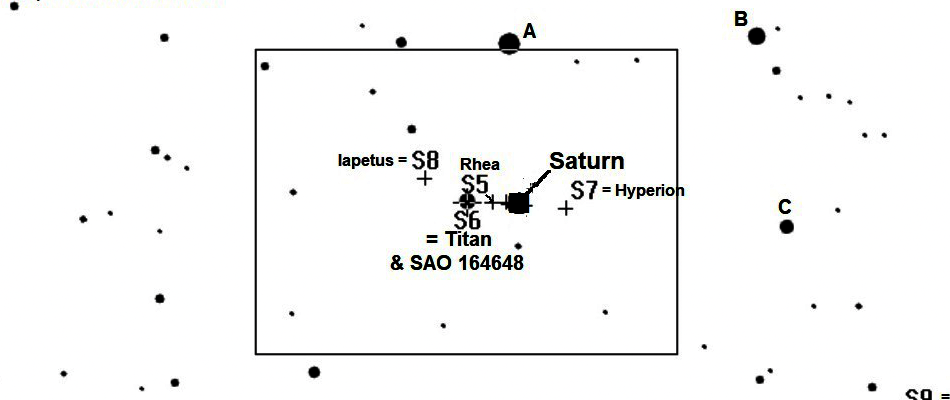 A
B
Iapetus = S8
Rhea
Saturn
S5
S7 = Hyperion
C
S6
= Titan
& SAO 164648
S9 =